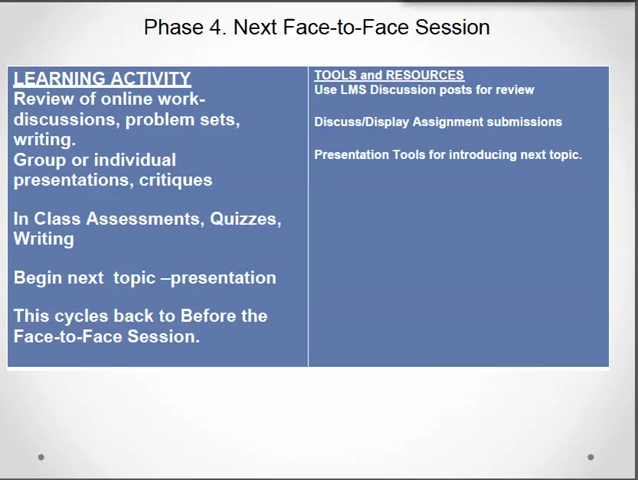 Phase 4. Next Face-to-Face Session
LEARNING ACTIVITY
Review of online work-
discussions, problem sets,
writing.
Group or individual
presentations, critiques
In Class Assessments, Quizzes,
Writing
Begin next  topic –presentation
This cycles back to Before the
Face-to-Face Session.
TOOLS and RESOURCES
Use LMS Discussion posts for review
Discuss/Display Assignment submissions
Presentation Tools for introducing next topic.